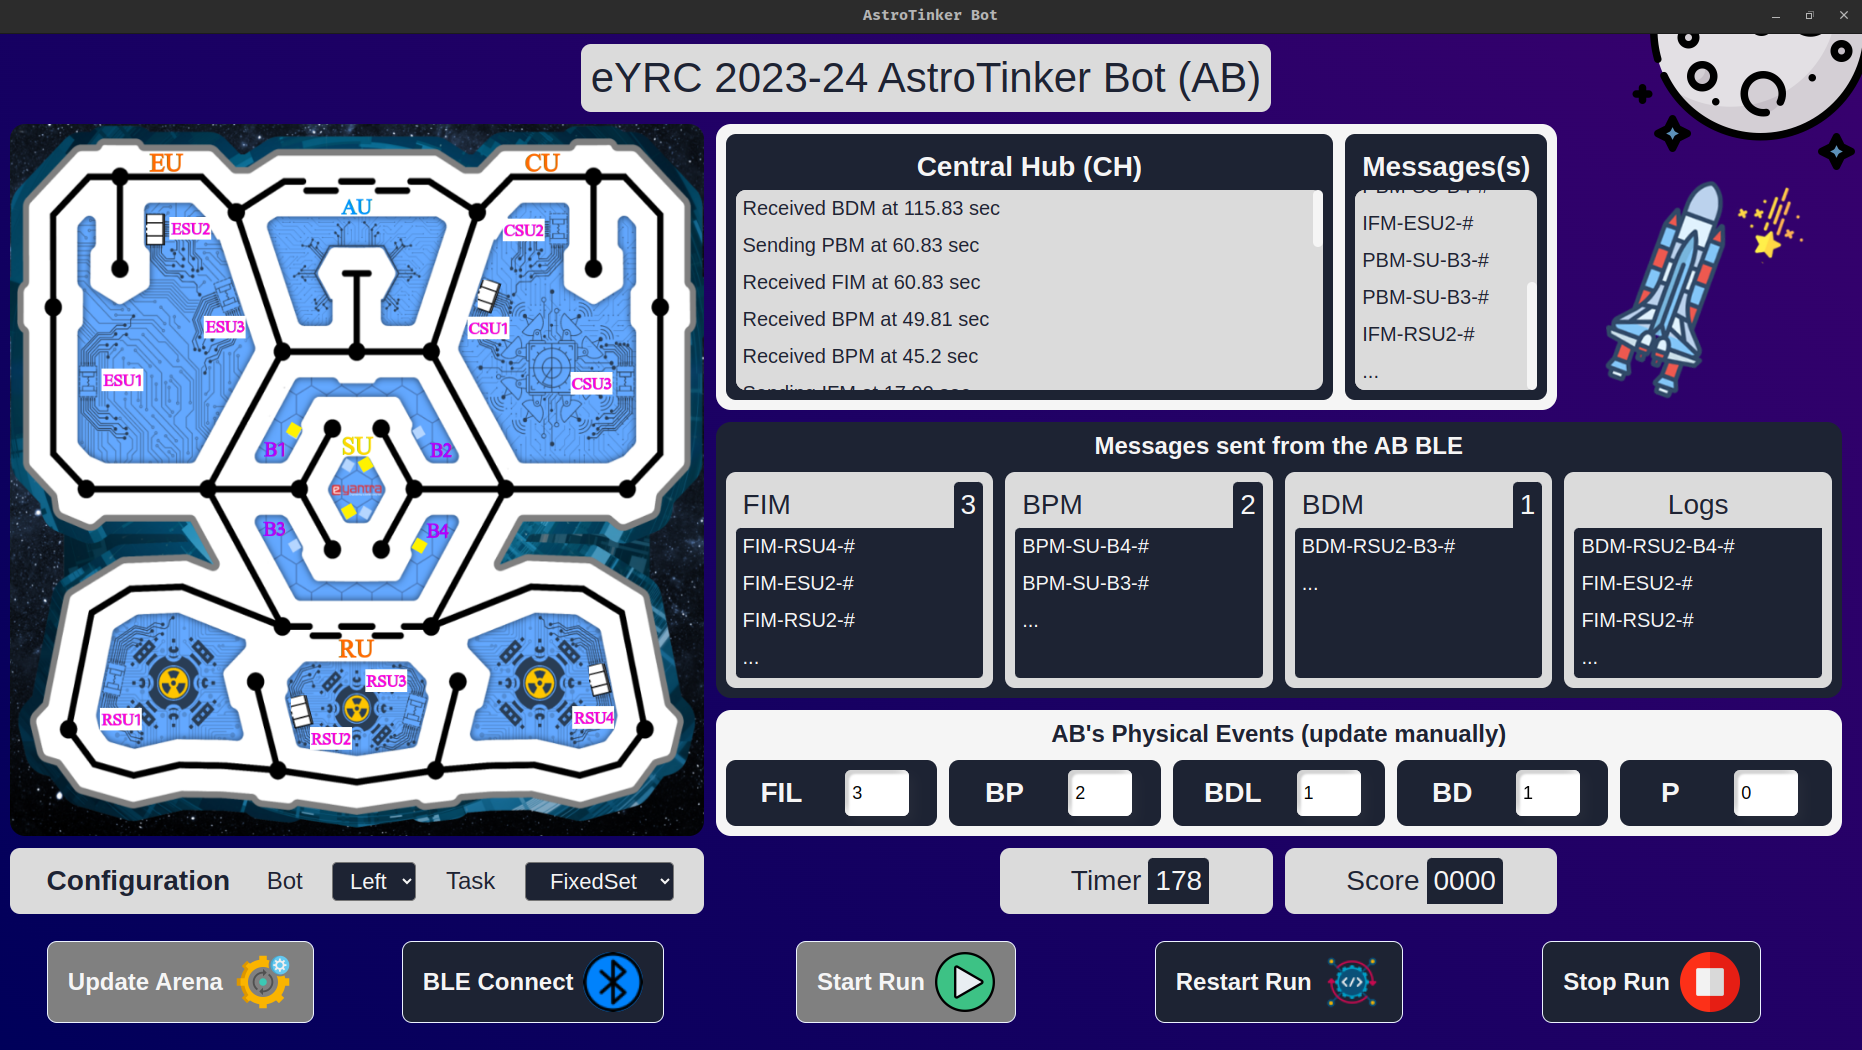 AstroTinker Bot
eYRC 2023-24 AstroTinker Bot (AB)
EU
CU
AU
ESU2
CSU2
ESU3
CSU1
ESU1
CSU3
B1
SU
B2
eyantra
B3
B4
RU
RSU3
RSU1
RSU2
RSU4
Central Hub (CH)
Received BDM at 115.83 sec
Sending PBM at 60.83 sec
Received FIM at 60.83 sec
Received BPM at 49.81 sec
Received BPM at 45.2 sec
Messages(s)
PBM-SU-B4-#
IFM-ESU2-#
PBM-SU-B3-#
PBM-SU-B3-#
IFM-RSU2-#
...
Messages sent from the AB BLE
FIM 3
FIM-RSU4-#
FIM-ESU2-#
FIM-RSU2-#
...
BPM 2
BPM-SU-B4-#
BPM-SU-B3-#
...
BDM 1
BDM-RSU2-B3-#
...
Logs
BDM-RSU2-B4-#
FIM-ESU2-#
FIM-RSU2-#
...
AB's Physical Events (update manually)
FIL 3 BP 2 BDL 1 BD 1 P 0
Configuration Bot Left Task FixedSet
Timer 178
Score 0000
Update Arena
BLE Connect
Start Run
Restart Run
</>
Stop Run